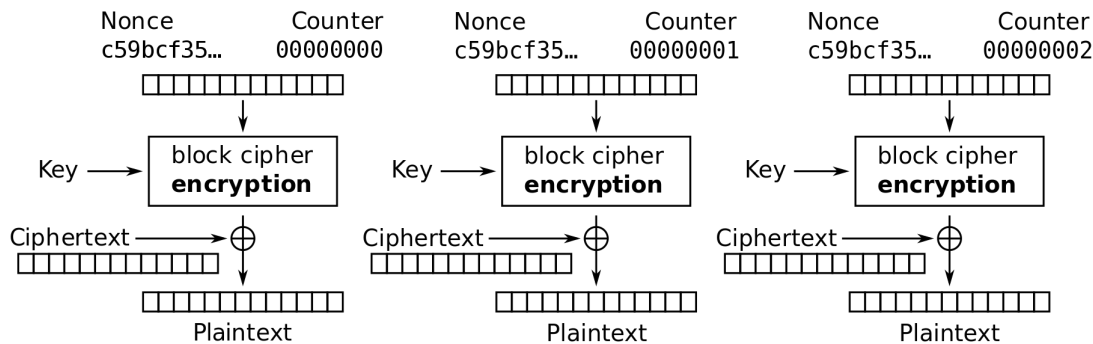 Nonce Counter
c59bcf35… 00000000
Key
block cipher
encryption
Ciphertext
Plaintext
Nonce Counter
c59bcf35… 00000001
Key
block cipher
encryption
Ciphertext
Plaintext
Nonce Counter
c59bcf35… 00000002
Key
block cipher
encryption
Ciphertext
Plaintext